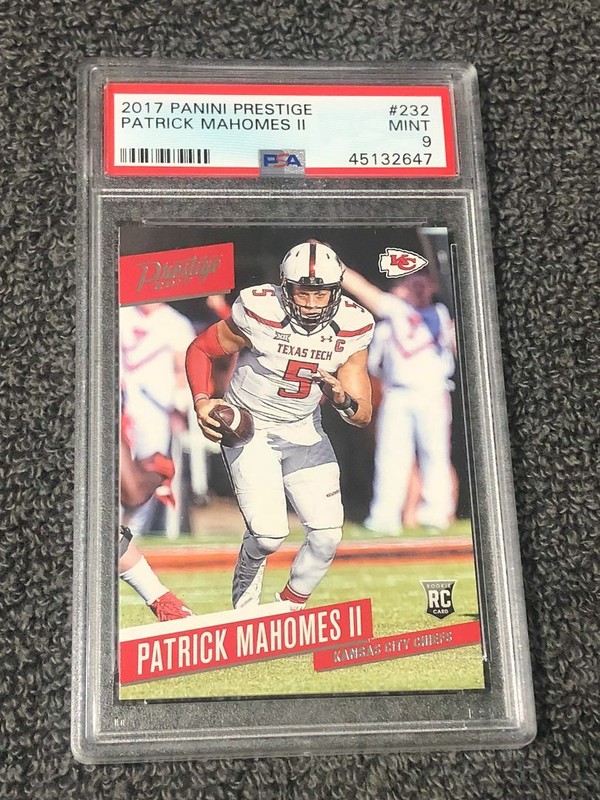 2017 PANINI PRESTIGE #232
PATRICK MAHOMES II MINT
9
PSA 45132647
Prestige
KC
5
TEXAS TECH C
5
ROOKIE
RC
CARD
PATRICK MAHOMES II
KANSAS CITY CHIEFS